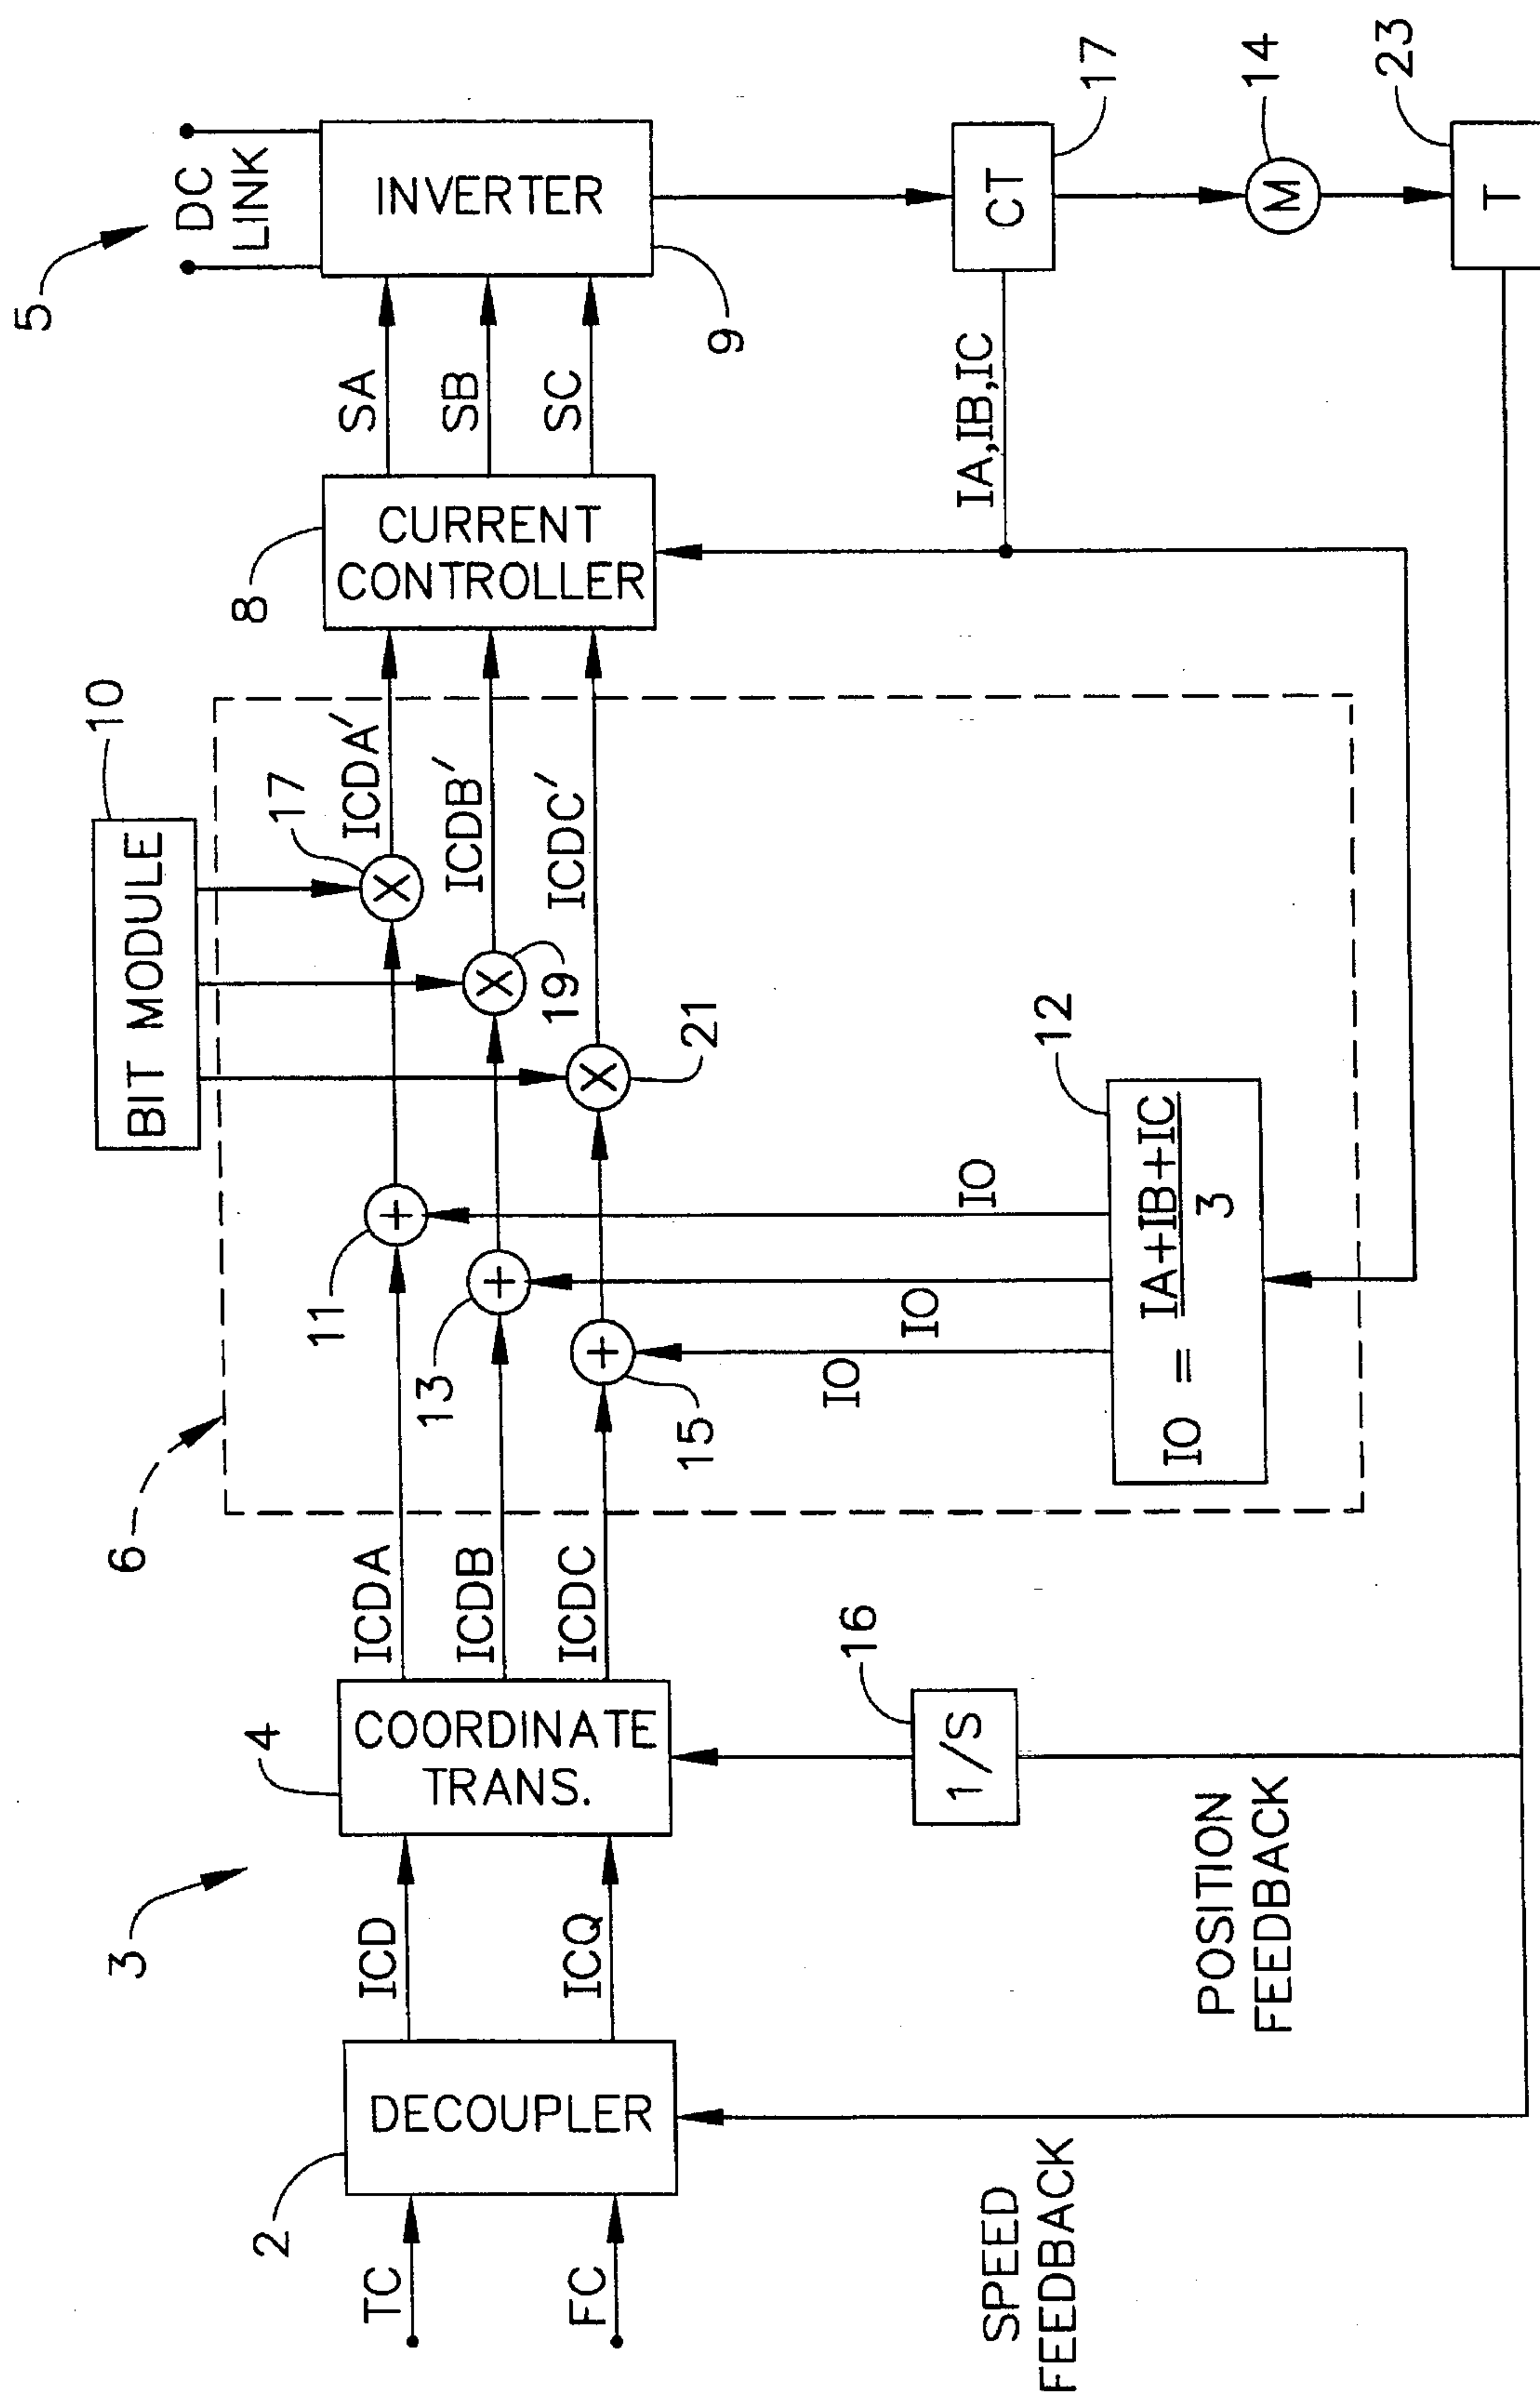 5
DC
LINK
INVERTER
9
SA
SB
SC
CURRENT
CONTROLLER
8
IA,IB,IC
CT
17
M
14
T
23
10
BIT MODULE
17
ICDA′
ICDB′
ICDC′
19
21
11
13
15
IO
IO
IO
12
IO = IA+IB+IC
3
6
ICDA
ICDB
ICDC
COORDINATE
TRANS.
4
16
1/S
3
ICD
ICQ
POSITION
FEEDBACK
DECOUPLER
2
TC
FC
SPEED
FEEDBACK